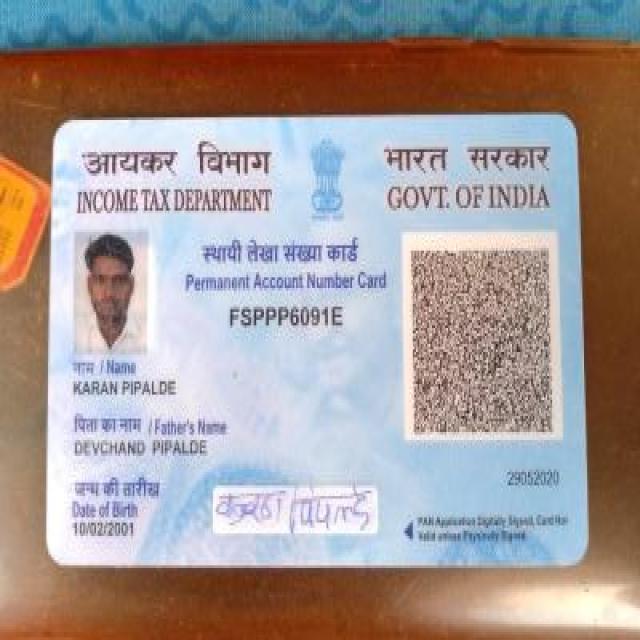 आयकर विभाग
INCOME TAX DEPARTMENT
भारत सरकार
GOVT. OF INDIA
स्थायी लेखा संख्या कार्ड
Permanent Account Number Card
FSPPP6091E
नाम / Name
KARAN PIPALDE
पिता का नाम / Father's Name
DEVCHAND PIPALDE
जन्म की तारीख
Date of Birth
10/02/2001
29052020
PAN Application Digitally Signed, Card Not
Valid unless Physically Signed